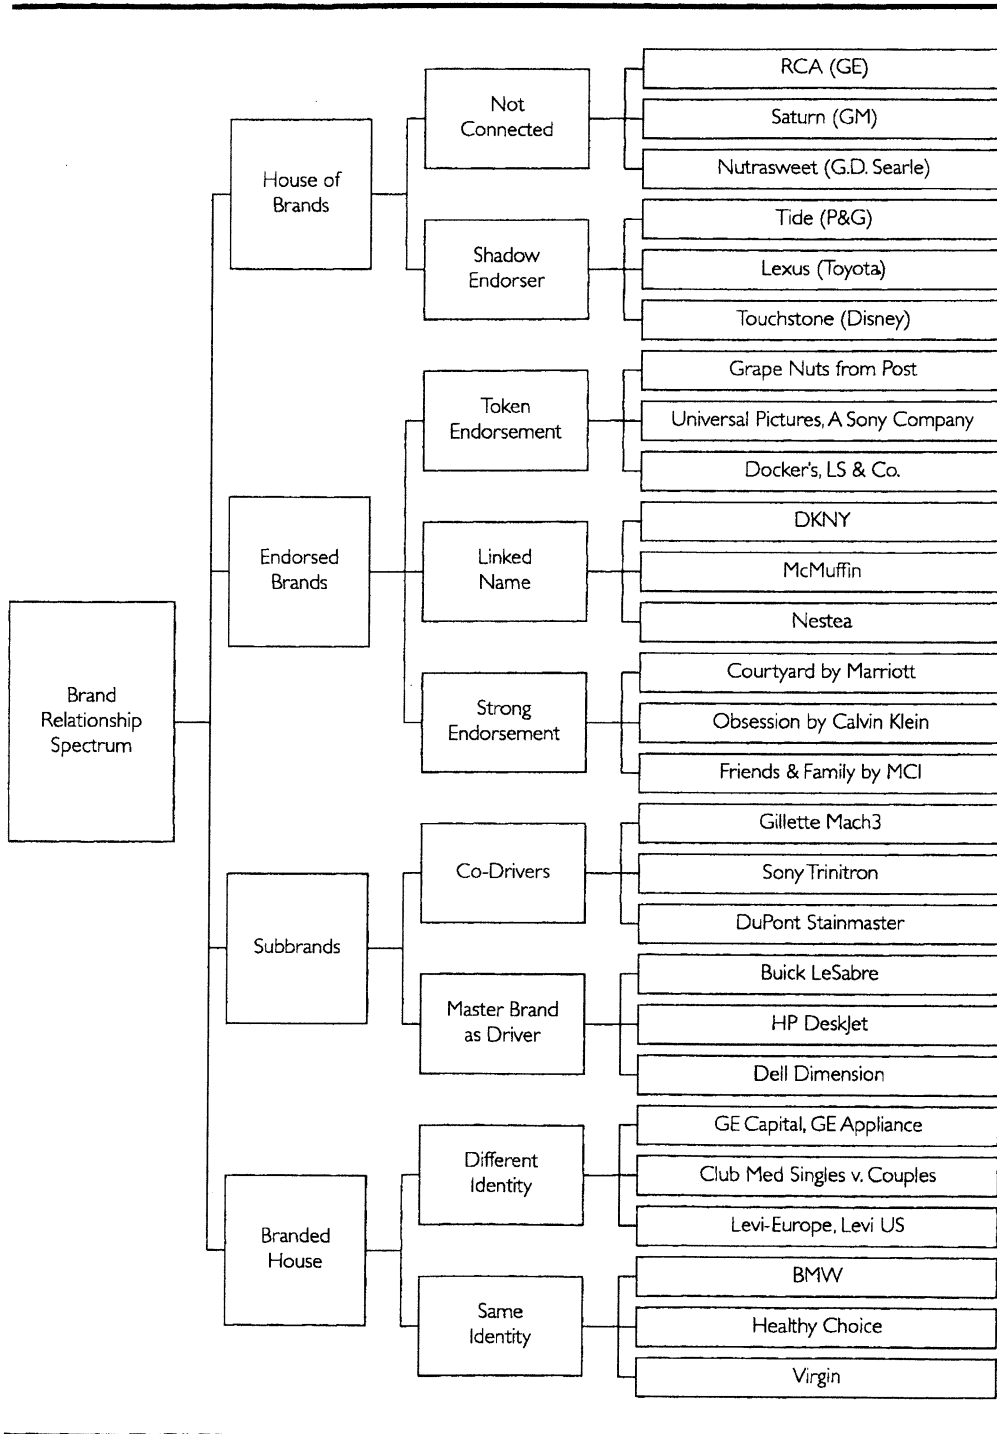 Brand
Relationship
Spectrum
House of
Brands
Not
Connected
RCA (GE)
Saturn (GM)
Nutrasweet (G.D. Searle)
Shadow
Endorser
Tide (P&G)
Lexus (Toyota)
Touchstone (Disney)
Endorsed
Brands
Token
Endorsement
Grape Nuts from Post
Universal Pictures, A Sony Company
Docker's, LS & Co.
Linked
Name
DKNY
McMuffin
Nestea
Strong
Endorsement
Courtyard by Marriott
Obsession by Calvin Klein
Friends & Family by MCI
Subbrands
Co-Drivers
Gillette Mach3
Sony Trinitron
DuPont Stainmaster
Master Brand
as Driver
Buick LeSabre
HP DeskJet
Dell Dimension
Branded
House
Different
Identity
GE Capital, GE Appliance
Club Med Singles v. Couples
Levi-Europe, Levi US
Same
Identity
BMW
Healthy Choice
Virgin